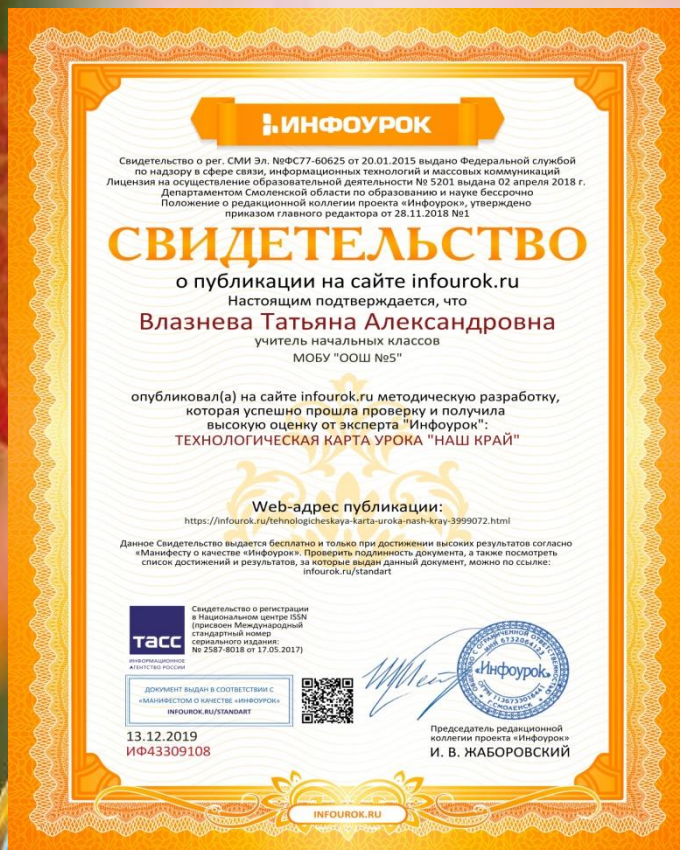 ИНФОУРОК
Свидетельство о рег. СМИ Эл. №ФС77-60625 от 20.01.2015 выдано Федеральной службой
по надзору в сфере связи, информационных технологий и массовых коммуникаций
Лицензия на осуществление образовательной деятельности № 5201 выдана 02 апреля 2018 г.
Департаментом Смоленской области по образованию и науке бессрочно
Положение о редакционной коллегии проекта «Инфоурок», утверждено
приказом главного редактора от 28.11.2018 №1
СВИДЕТЕЛЬСТВО
о публикации на сайте infourok.ru
Настоящим подтверждается, что
Влазнева Татьяна Александровна
учитель начальных классов
МОБУ "ООШ №5"
опубликовал(а) на сайте infourok.ru методическую разработку,
которая успешно прошла проверку и получила
высокую оценку от эксперта "Инфоурок":
ТЕХНОЛОГИЧЕСКАЯ КАРТА УРОКА "НАШ КРАЙ"
Web-адрес публикации:
https://infourok.ru/tehnologicheskaya-karta-uroka-nash-kray-3999072.html
Данное Свидетельство выдается бесплатно и только при достижении высоких результатов согласно
«Манифесту о качестве «Инфоурок». Проверить подлинность документа, а также посмотреть
список достижений и результатов, за которые выдан данный документ, можно по ссылке:
infourok.ru/standart
тасс
ИНФОРМАЦИОННОЕ
АГЕНТСТВО РОССИИ
Свидетельство о регистрации
в Национальном центре ISSN
(присвоен Международный
стандартный номер
сериального издания:
№ 2587-8018 от 17.05.2017)
ДОКУМЕНТ ВЫДАН В СООТВЕТСТВИИ С
«МАНИФЕСТОМ О КАЧЕСТВЕ «ИНФОУРОК»
INFOUROK.RU/STANDART
13.12.2019
ИФ43309108
«Инфоурок»
Председатель редакционной
коллегии проекта «Инфоурок»
И. В. ЖАБОРОВСКИЙ
INFOUROK.RU